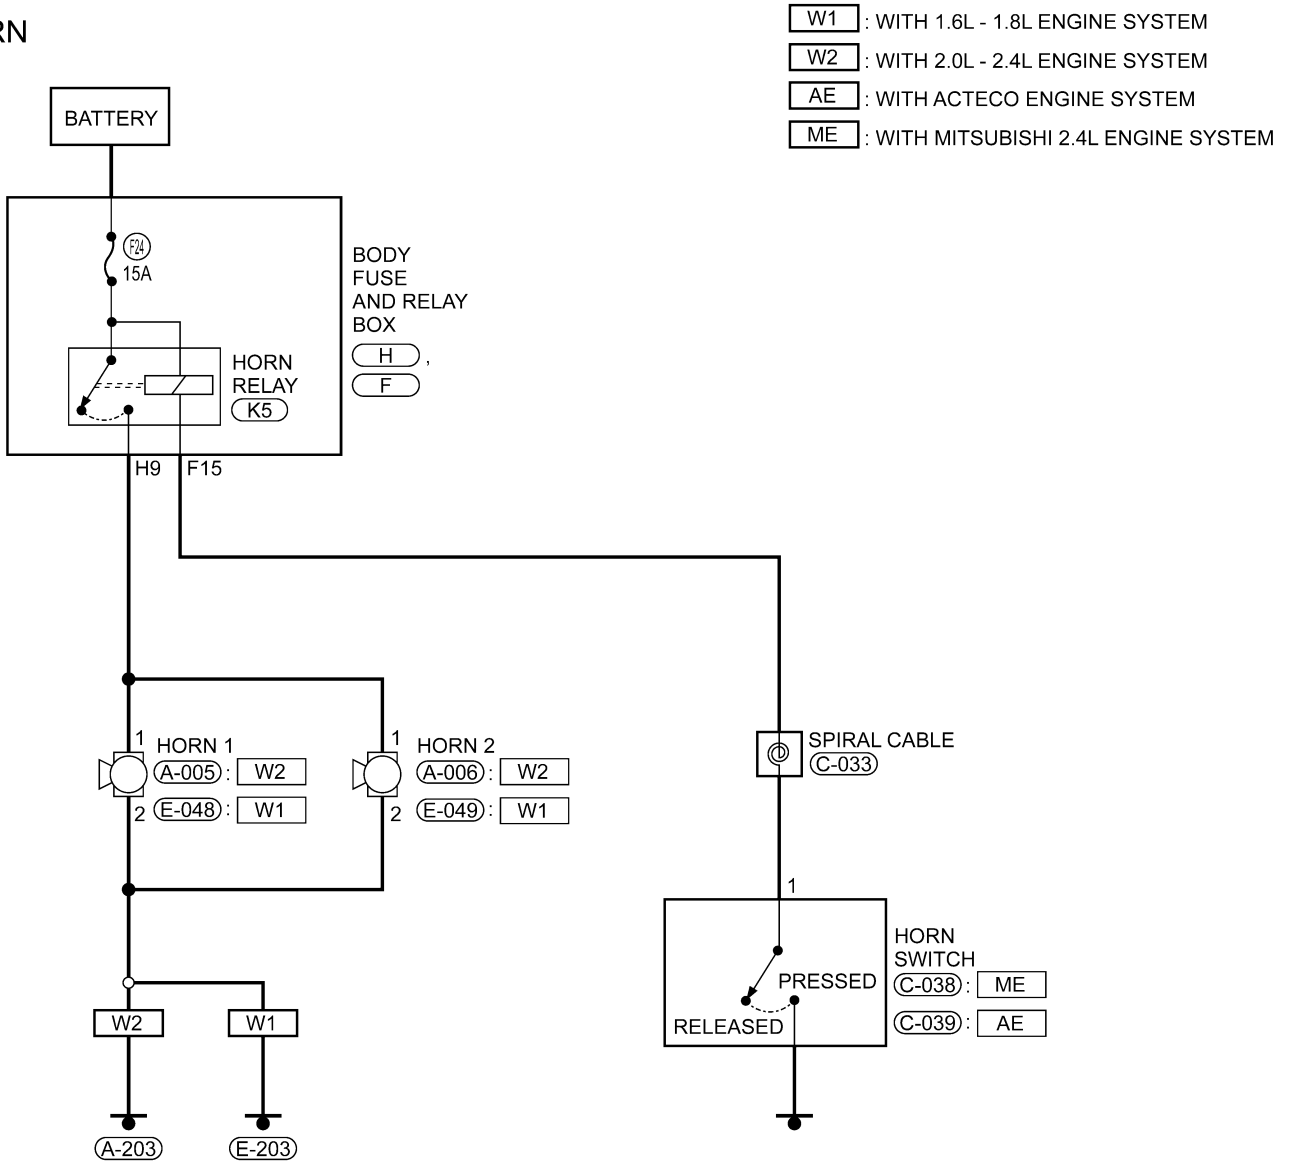 RN
W1 : WITH 1.6L - 1.8L ENGINE SYSTEM
W2 : WITH 2.0L - 2.4L ENGINE SYSTEM
AE : WITH ACTECO ENGINE SYSTEM
ME : WITH MITSUBISHI 2.4L ENGINE SYSTEM
BATTERY
F24
15A
BODY
FUSE
AND RELAY
BOX
H ,
F
HORN
RELAY
K5
H9 F15
1 HORN 1
A-005 : W2
2 E-048 : W1
1 HORN 2
A-006 : W2
2 E-049 : W1
SPIRAL CABLE
C-033
1
HORN
SWITCH
C-038 : ME
C-039 : AE
PRESSED
RELEASED
W2 W1
A-203 E-203